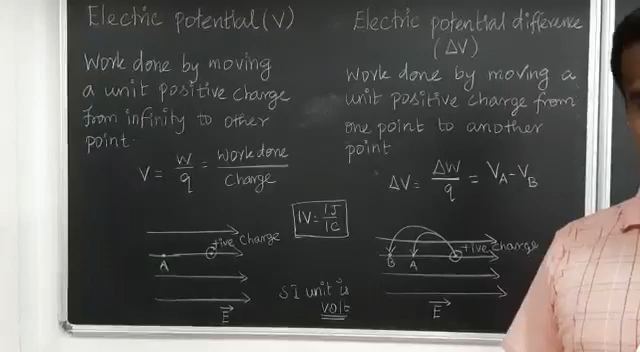 Electric potential (V)
Work done by moving
a unit positive charge
from infinity to other
point.
V = W/q = Work done/Charge
+tive charge
A
E
1V = 1J/1C
SI unit is
volt
Electric potential difference
(ΔV)
Work done by moving a
unit positive charge from
one point to another
point
ΔV = ΔW/q = VA - VB
+tive charge
B A
E